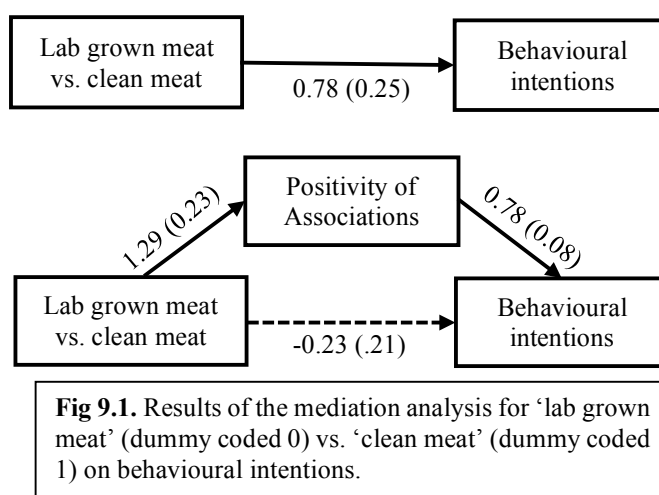 Lab grown meat
vs. clean meat
0.78 (0.25)
Behavioural
intentions
Positivity of
Associations
1.29 (0.23)
0.78 (0.08)
Lab grown meat
vs. clean meat
-0.23 (.21)
Behavioural
intentions
Fig 9.1. Results of the mediation analysis for ‘lab grown
meat’ (dummy coded 0) vs. ‘clean meat’ (dummy coded
1) on behavioural intentions.